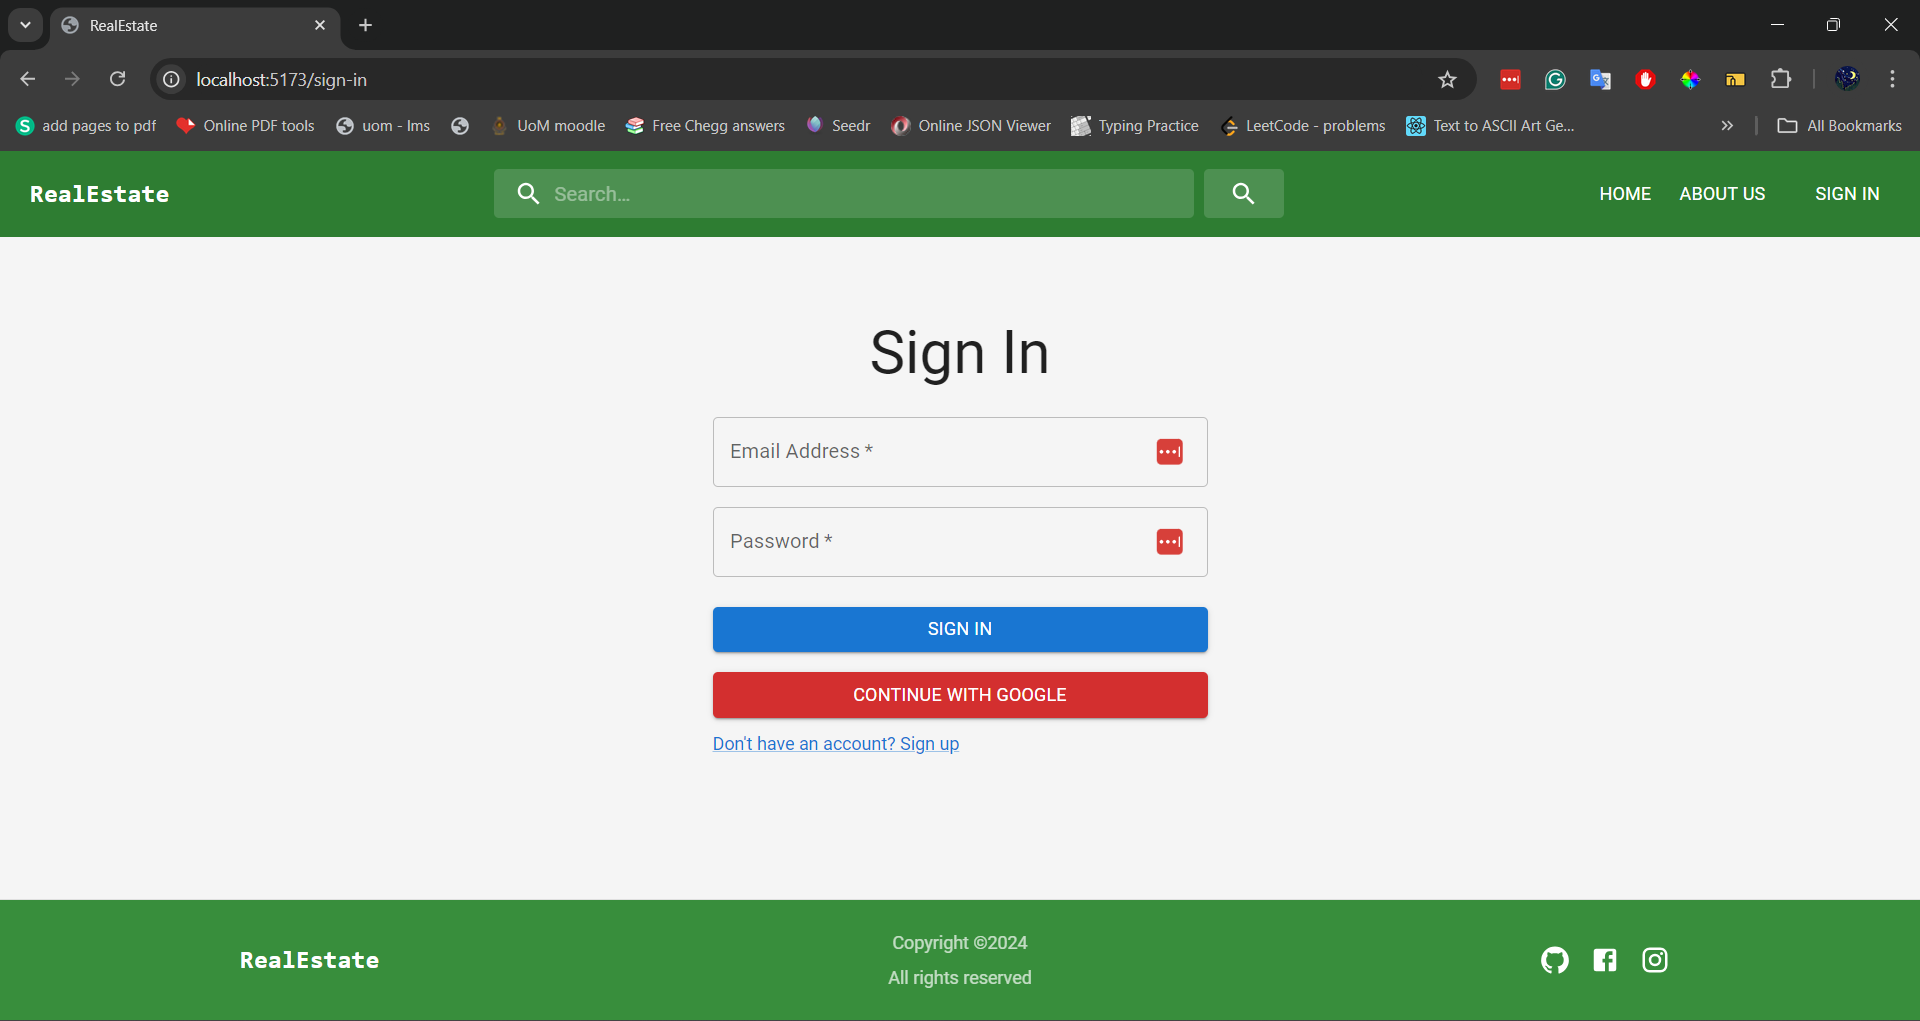 RealEstate
localhost:5173/sign-in
add pages to pdf Online PDF tools uom - lms UoM moodle Free Chegg answers Seedr Online JSON Viewer Typing Practice LeetCode - problems Text to ASCII Art Ge... All Bookmarks
RealEstate Search... HOME ABOUT US SIGN IN
Sign In
Email Address *
Password *
SIGN IN
CONTINUE WITH GOOGLE
Don't have an account? Sign up
Copyright ©2024
RealEstate
All rights reserved